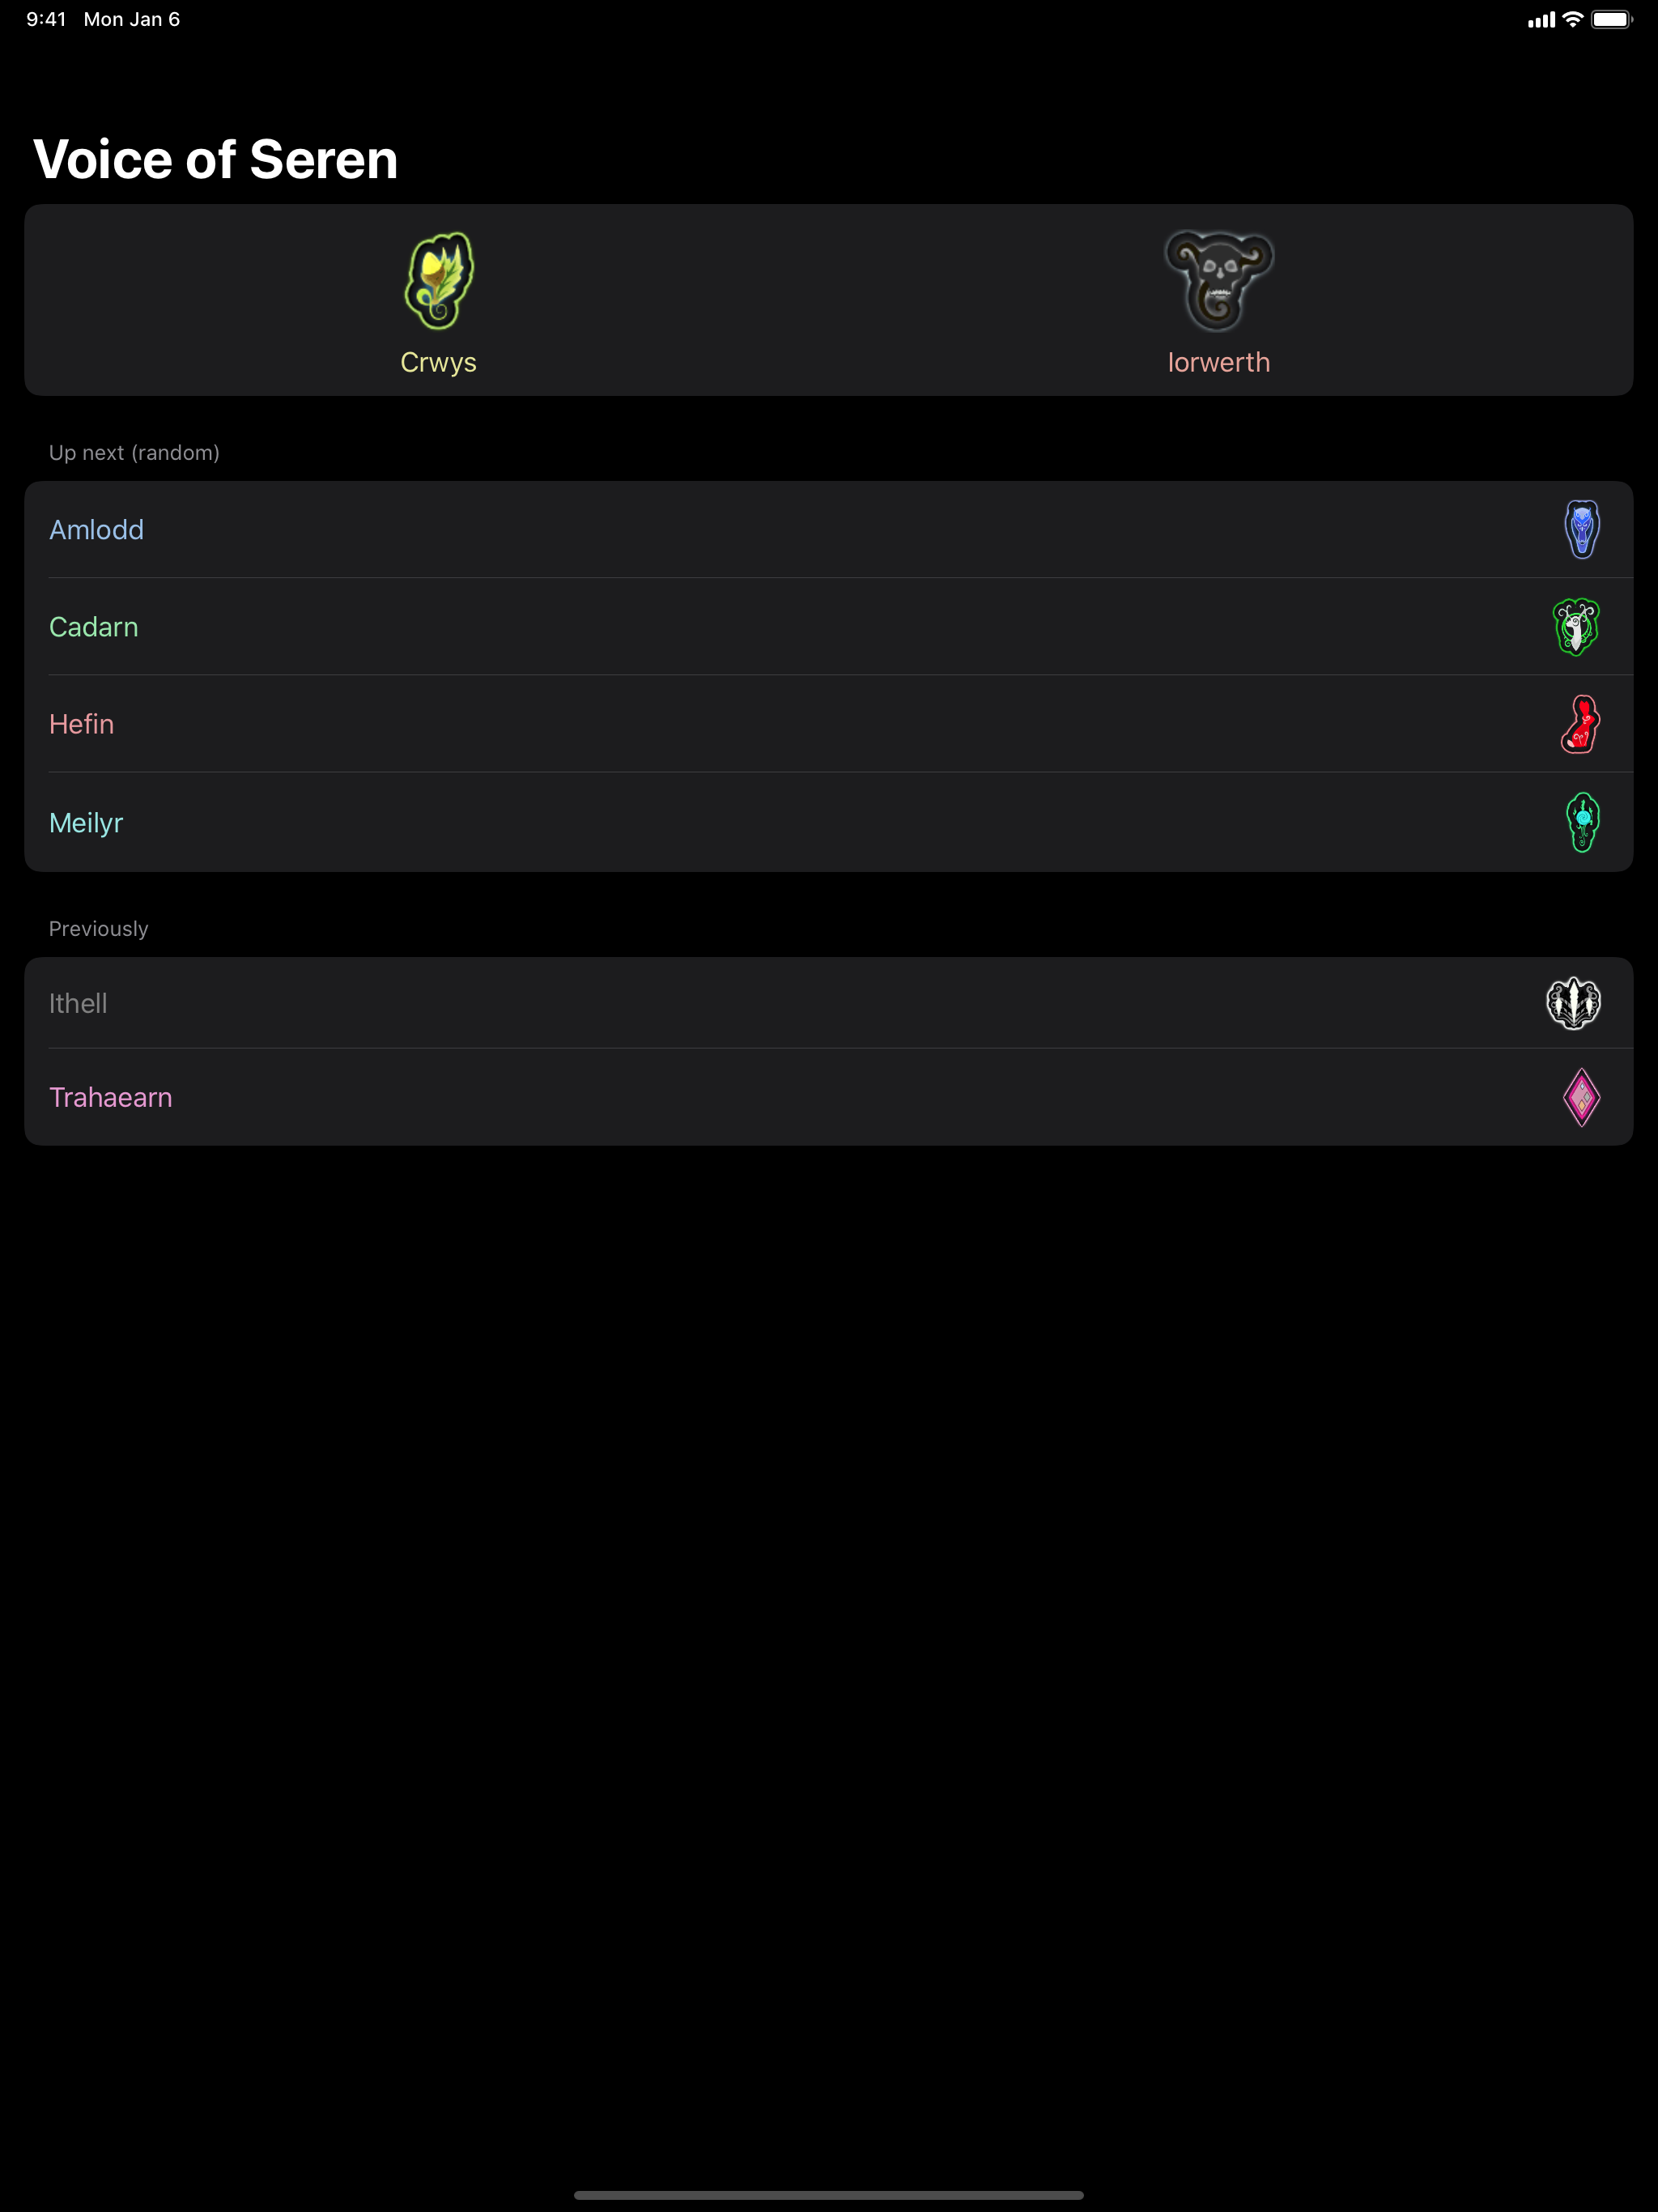 9:41 Mon Jan 6
Voice of Seren
Crwys
Iorwerth
Up next (random)
Amlodd
Cadarn
Hefin
Meilyr
Previously
Ithell
Trahaearn